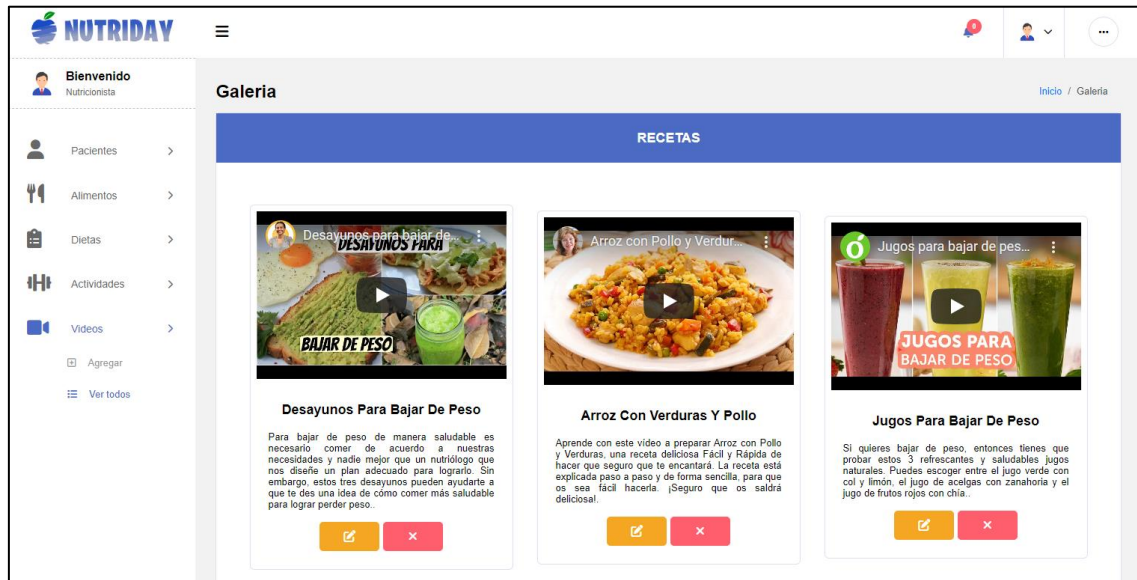 NUTRIDAY
0
Bienvenido
Nutricionista
Pacientes
Alimentos
Dietas
Actividades
Videos
Agregar
Ver todos
Galeria
Inicio / Galeria
RECETAS
Desayunos para bajar de...
DESAYUNOS PARA
BAJAR DE PESO
Desayunos Para Bajar De Peso
Para bajar de peso de manera saludable es
necesario comer de acuerdo a nuestras
necesidades y nadie mejor que un nutriólogo que
nos diseñe un plan adecuado para lograrlo. Sin
embargo, estos tres desayunos pueden ayudarte a
que te des una idea de cómo comer más saludable
para lograr perder peso..
Arroz con Pollo y Verdur...
Arroz Con Verduras Y Pollo
Aprende con este vídeo a preparar Arroz con Pollo
y Verduras, una receta deliciosa Fácil y Rápida de
hacer que seguro que te encantará. La receta está
explicada paso a paso y de forma sencilla, para que
os sea fácil hacerla. ¡Seguro que os saldrá
deliciosa!.
Jugos para bajar de pes...
JUGOS PARA
BAJAR DE PESO
Jugos Para Bajar De Peso
Si quieres bajar de peso, entonces tienes que
probar estos 3 refrescantes y saludables jugos
naturales. Puedes escoger entre el jugo verde con
col y limón, el jugo de acelgas con zanahoria y el
jugo de frutos rojos con chía..